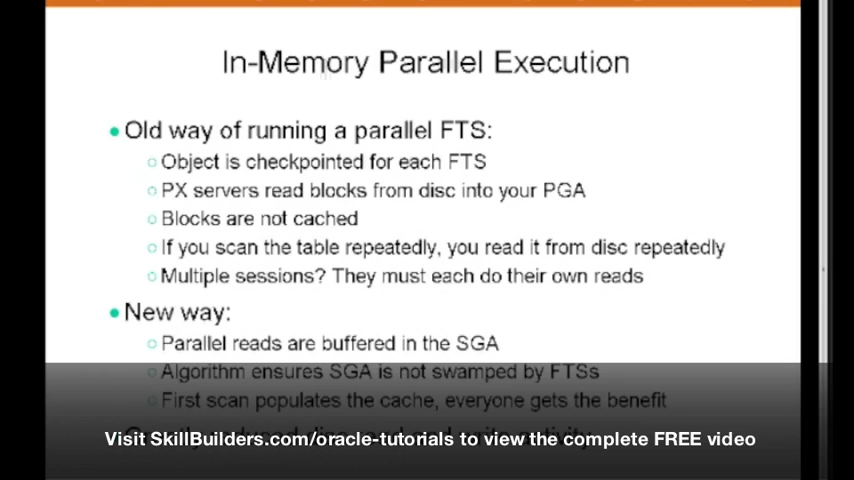 In-Memory Parallel Execution
Old way of running a parallel FTS:
Object is checkpointed for each FTS
PX servers read blocks from disc into your PGA
Blocks are not cached
If you scan the table repeatedly, you read it from disc repeatedly
Multiple sessions? They must each do their own reads
New way:
Parallel reads are buffered in the SGA
Algorithm ensures SGA is not swamped by FTSs
First scan populates the cache, everyone gets the benefit
Visit SkillBuilders.com/oracle-tutorials to view the complete FREE video